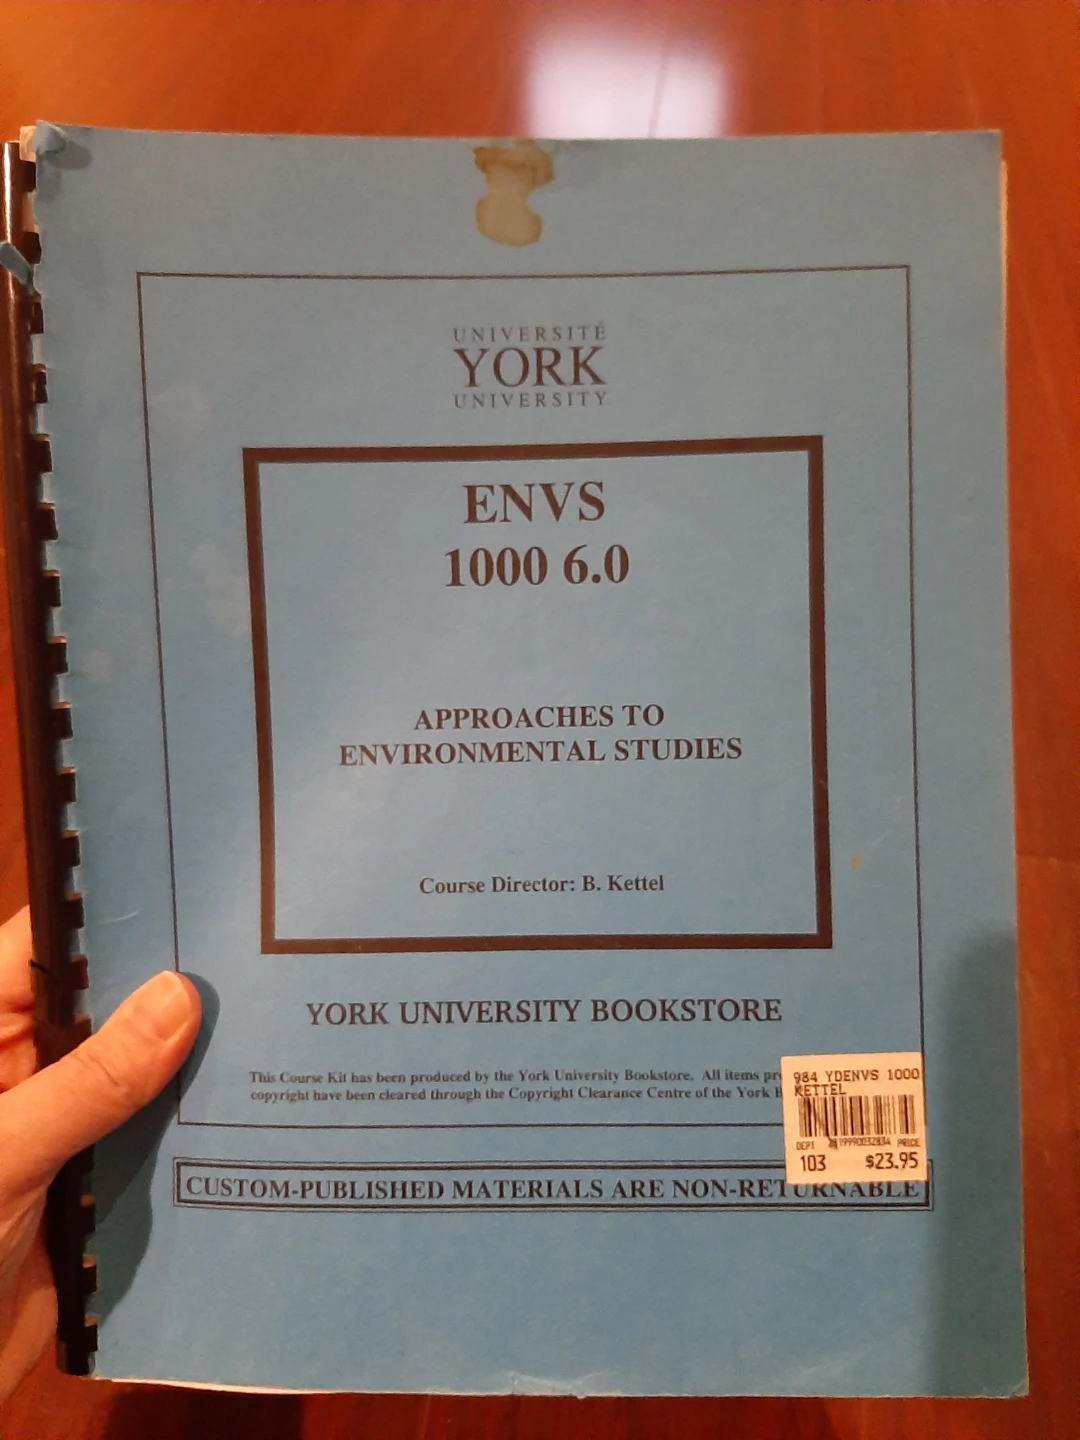 UNIVERSITÉ
YORK
UNIVERSITY
ENVS
1000 6.0
APPROACHES TO
ENVIRONMENTAL STUDIES
Course Director: B. Kettel
YORK UNIVERSITY BOOKSTORE
This Course Kit has been produced by the York University Bookstore. All items
copyright have been cleared through the Copyright Clearance Centre of the York
984 YDENVS 1000
KETTEL
DEPT PRICE
103 $23.95
CUSTOM-PUBLISHED MATERIALS ARE NON-RETURNABLE